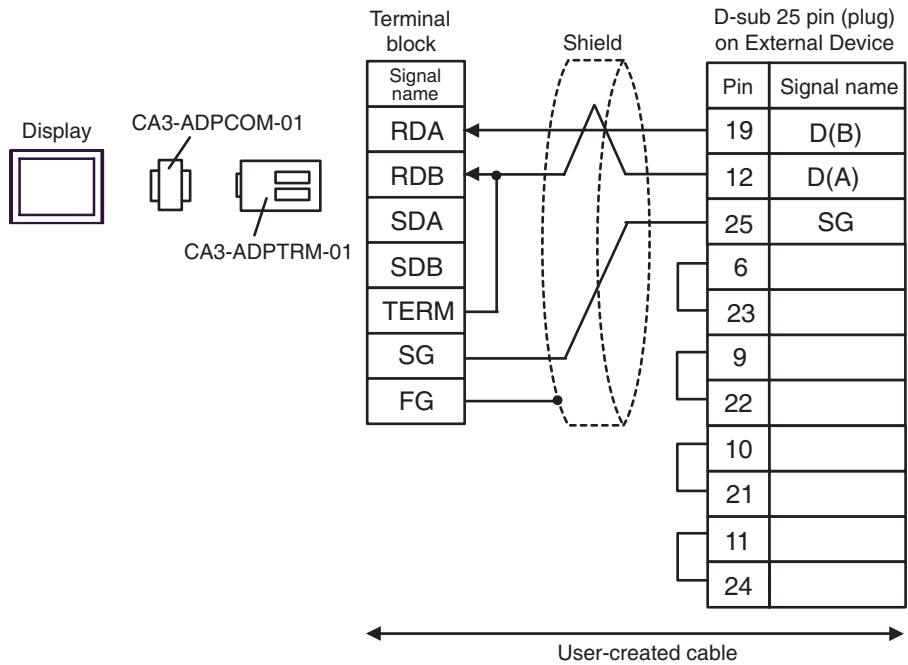 Terminal
block
Shield
D-sub 25 pin (plug)
on External Device
Signal
name
Pin
Signal name
Display
CA3-ADPCOM-01
CA3-ADPTRM-01
RDA
19
D(B)
RDB
12
D(A)
SDA
25
SG
SDB
6
TERM
23
SG
9
FG
22
10
21
11
24
User-created cable